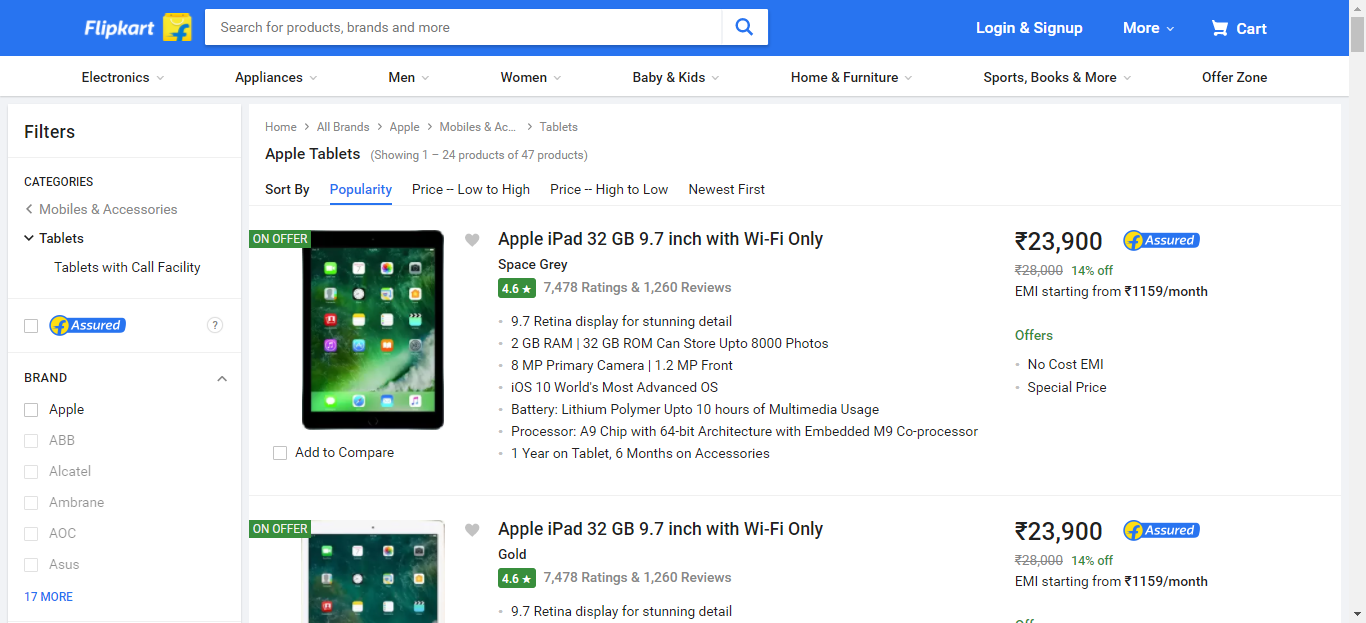 Flipkart
Search for products, brands and more
Login & Signup
More
Cart
Electronics
Appliances
Men
Women
Baby & Kids
Home & Furniture
Sports, Books & More
Offer Zone
Filters
CATEGORIES
Mobiles & Accessories
Tablets
Tablets with Call Facility
Assured
?
BRAND
Apple
ABB
Alcatel
Ambrane
AOC
Asus
17 MORE
Home > All Brands > Apple > Mobiles & Ac... > Tablets
Apple Tablets (Showing 1 – 24 products of 47 products)
Sort By Popularity Price -- Low to High Price -- High to Low Newest First
ON OFFER
Add to Compare
Apple iPad 32 GB 9.7 inch with Wi-Fi Only
Space Grey
4.6 ★ 7,478 Ratings & 1,260 Reviews
9.7 Retina display for stunning detail
2 GB RAM | 32 GB ROM Can Store Upto 8000 Photos
8 MP Primary Camera | 1.2 MP Front
iOS 10 World's Most Advanced OS
Battery: Lithium Polymer Upto 10 hours of Multimedia Usage
Processor: A9 Chip with 64-bit Architecture with Embedded M9 Co-processor
1 Year on Tablet, 6 Months on Accessories
₹23,900 Assured
₹28,000 14% off
EMI starting from ₹1159/month
Offers
No Cost EMI
Special Price
ON OFFER
Apple iPad 32 GB 9.7 inch with Wi-Fi Only
Gold
4.6 ★ 7,478 Ratings & 1,260 Reviews
9.7 Retina display for stunning detail
₹23,900 Assured
₹28,000 14% off
EMI starting from ₹1159/month